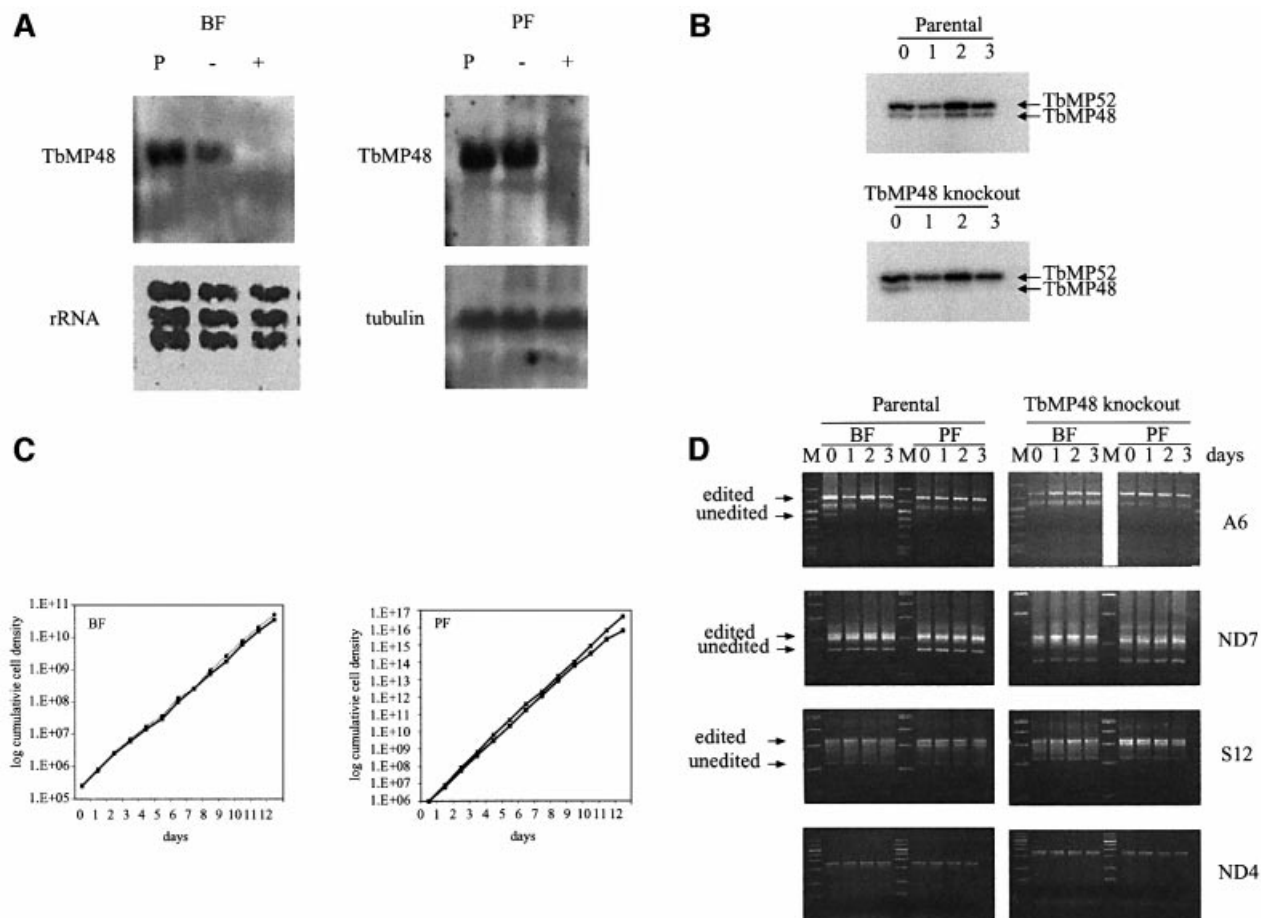 A
BF
P - +
TbMP48
rRNA
PF
P - +
TbMP48
tubulin
B
Parental
0 1 2 3
TbMP52
TbMP48
TbMP48 knockout
0 1 2 3
TbMP52
TbMP48
C
BF
log cumulativie cell density
1.E+11
1.E+10
1.E+09
1.E+08
1.E+07
1.E+06
1.E+05
0 1 2 3 4 5 6 7 8 9 10 11 12
days
PF
log cumulativie cell density
1.E+17
1.E+16
1.E+15
1.E+14
1.E+13
1.E+12
1.E+11
1.E+10
1.E+09
1.E+08
1.E+07
1.E+06
0 1 2 3 4 5 6 7 8 9 10 11 12
days
D
Parental TbMP48 knockout
BF PF BF PF
M 0 1 2 3 M 0 1 2 3 M 0 1 2 3 M 0 1 2 3 days
edited
unedited
A6
edited
unedited
ND7
edited
unedited
S12
ND4